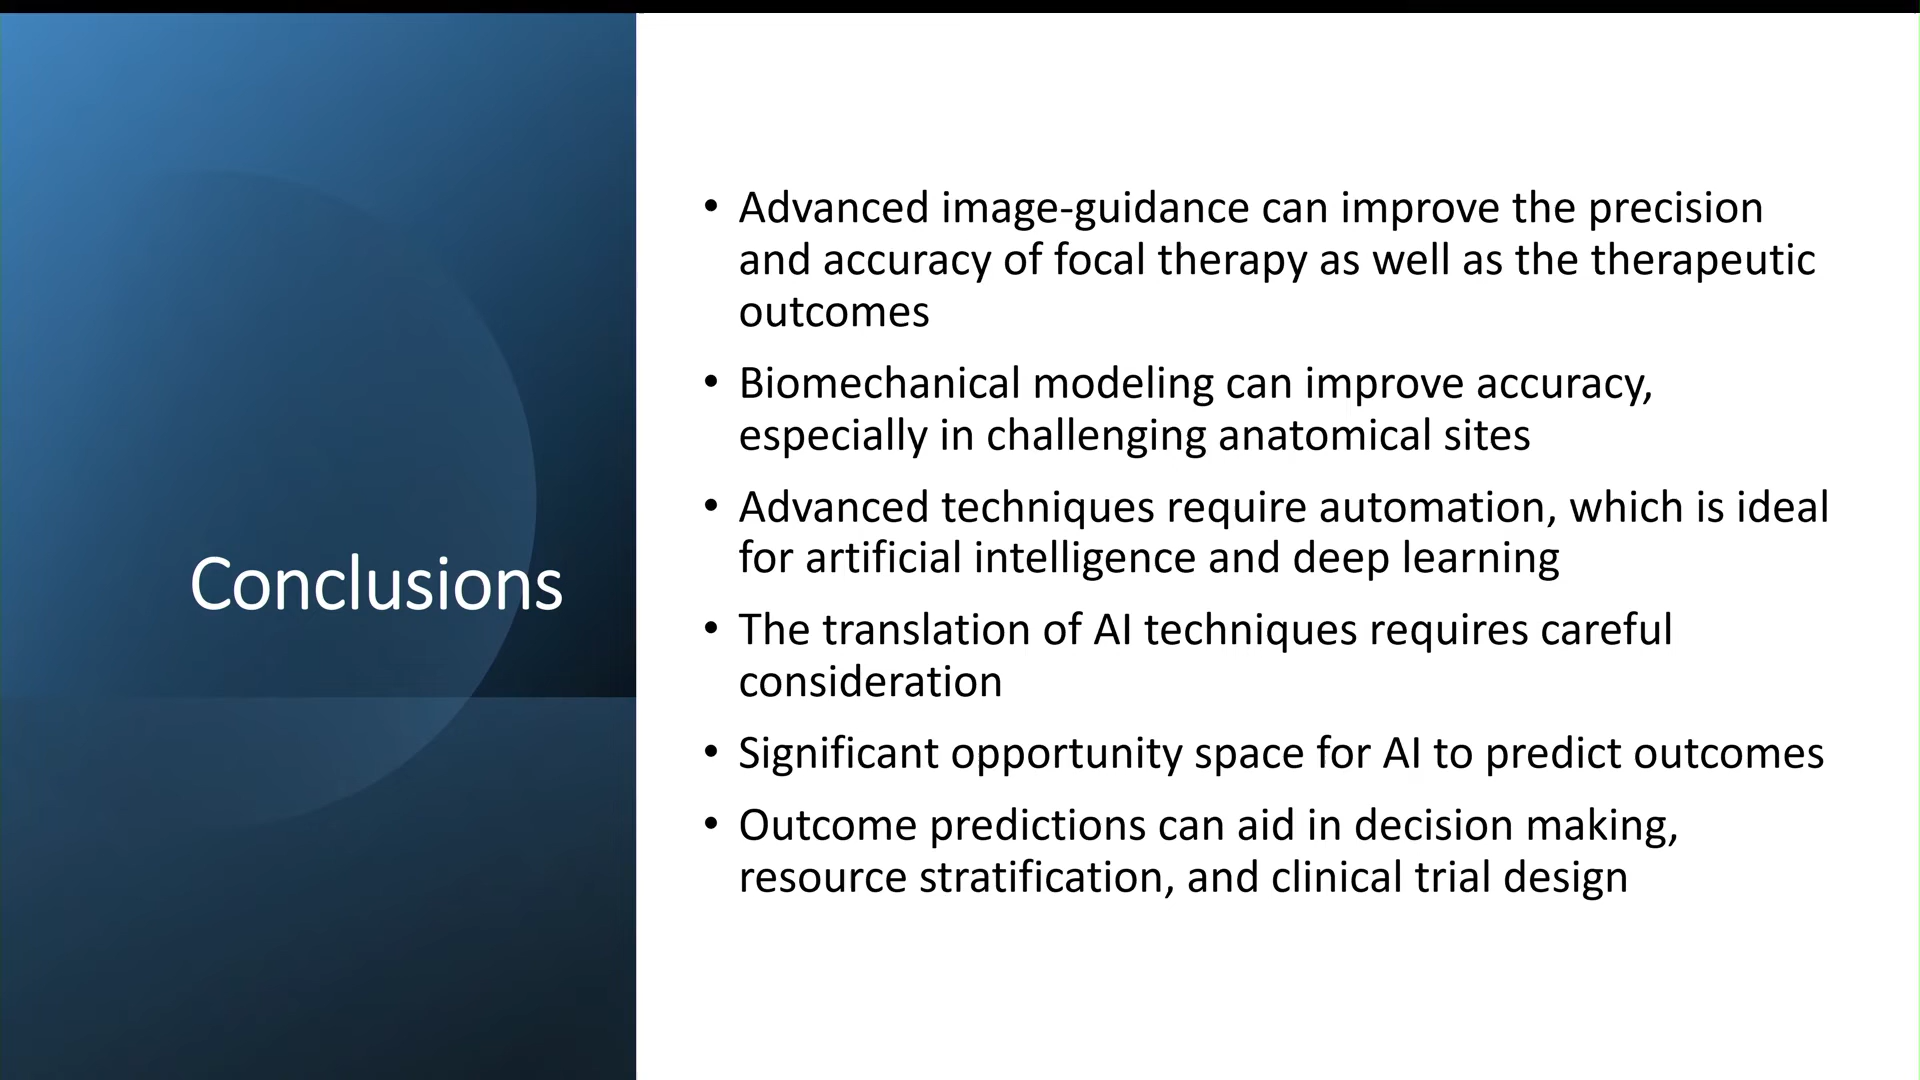 Conclusions
• Advanced image-guidance can improve the precision
and accuracy of focal therapy as well as the therapeutic
outcomes
• Biomechanical modeling can improve accuracy,
especially in challenging anatomical sites
• Advanced techniques require automation, which is ideal
for artificial intelligence and deep learning
• The translation of AI techniques requires careful
consideration
• Significant opportunity space for AI to predict outcomes
• Outcome predictions can aid in decision making,
resource stratification, and clinical trial design